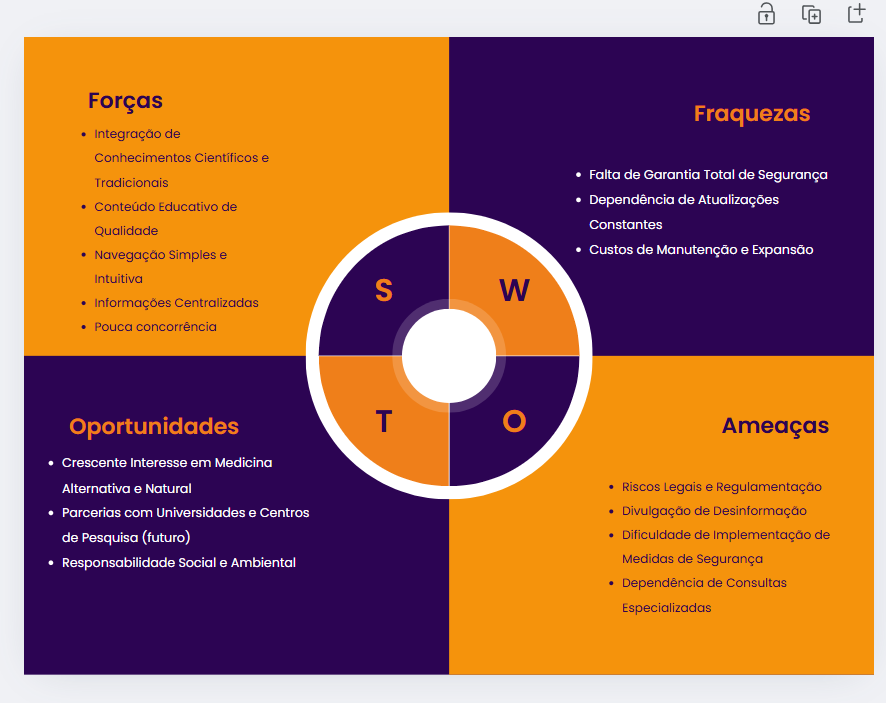 Forças
• Integração de
Conhecimentos Científicos e
Tradicionais
• Conteúdo Educativo de
Qualidade
• Navegação Simples e
Intuitiva
• Informações Centralizadas
• Pouca concorrência
Fraquezas
• Falta de Garantia Total de Segurança
• Dependência de Atualizações
Constantes
• Custos de Manutenção e Expansão
S
W
T
O
Oportunidades
• Crescente Interesse em Medicina
Alternativa e Natural
• Parcerias com Universidades e Centros
de Pesquisa (futuro)
• Responsabilidade Social e Ambiental
Ameaças
• Riscos Legais e Regulamentação
• Divulgação de Desinformação
• Dificuldade de Implementação de
Medidas de Segurança
• Dependência de Consultas
Especializadas